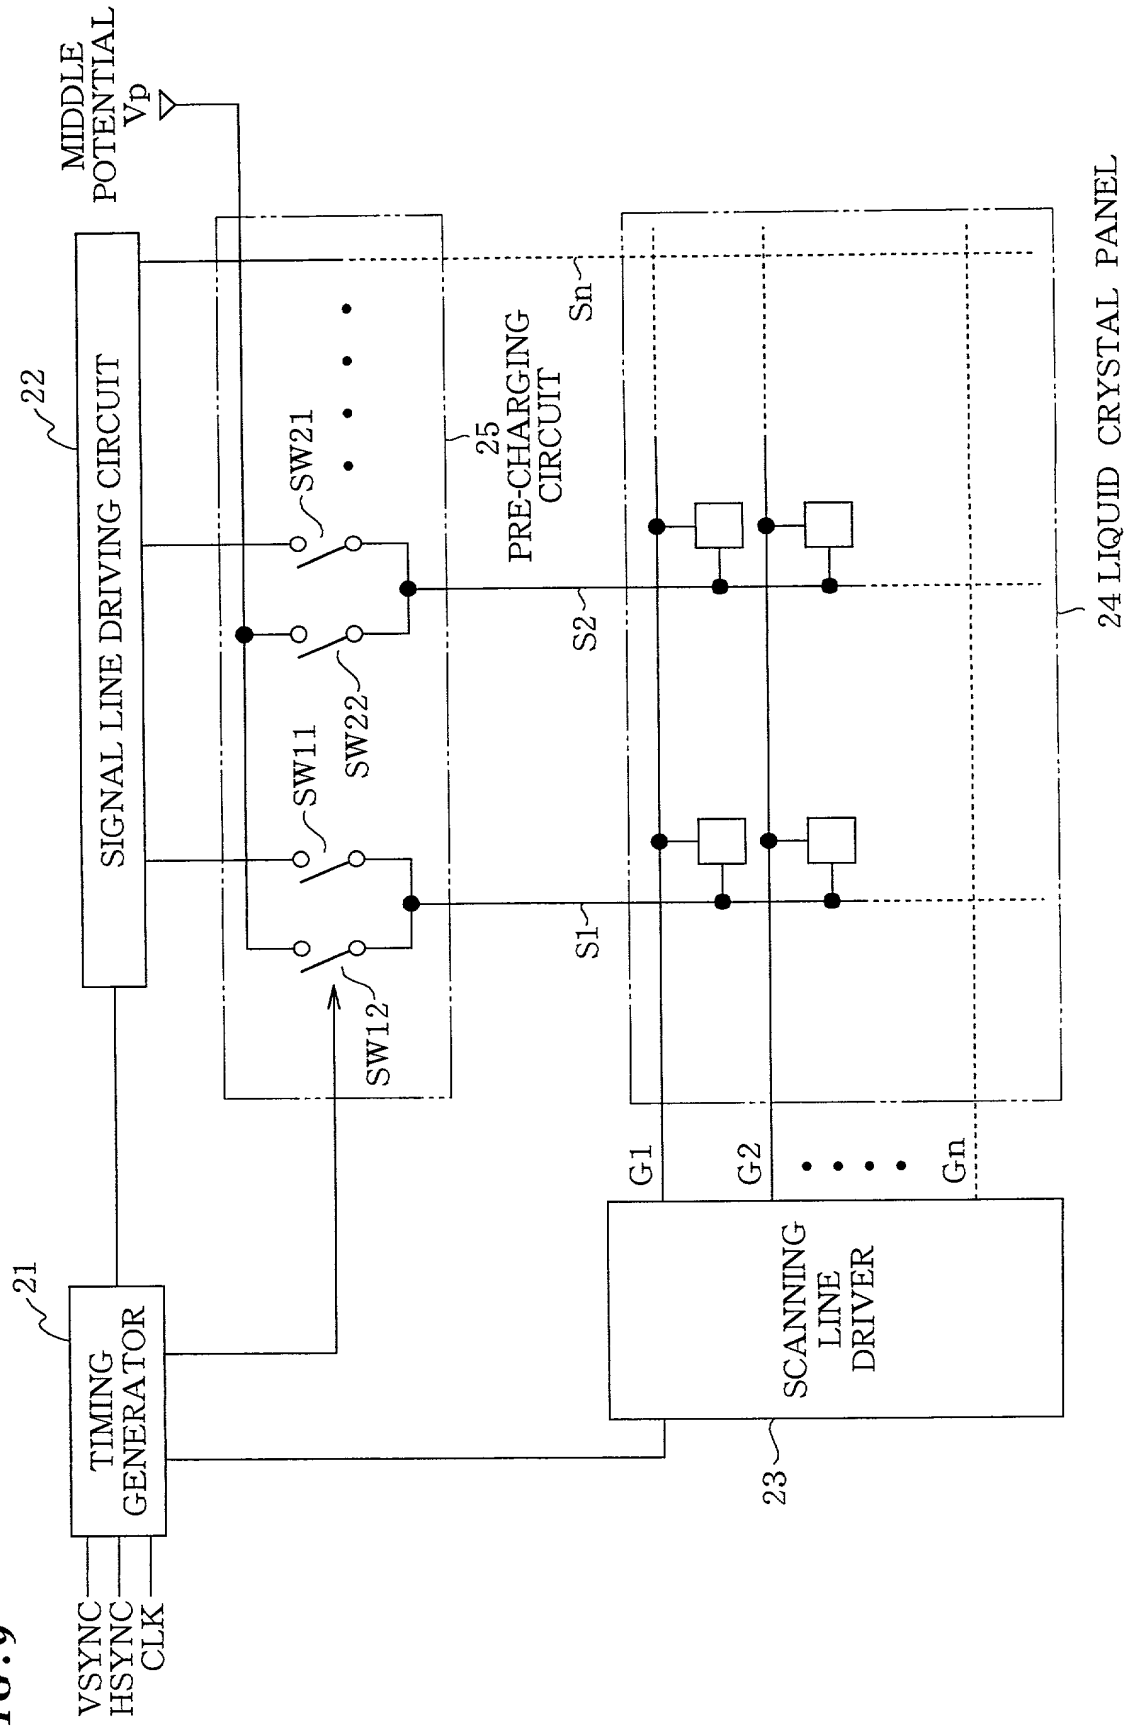 VSYNC
HSYNC
CLK
TIMING
GENERATOR
21
SIGNAL LINE DRIVING CIRCUIT
22
MIDDLE
POTENTIAL
Vp
SW12
SW11
SW22
SW21
25
PRE-CHARGING
CIRCUIT
S1
S2
Sn
G1
G2
Gn
SCANNING
LINE
DRIVER
23
24 LIQUID CRYSTAL PANEL